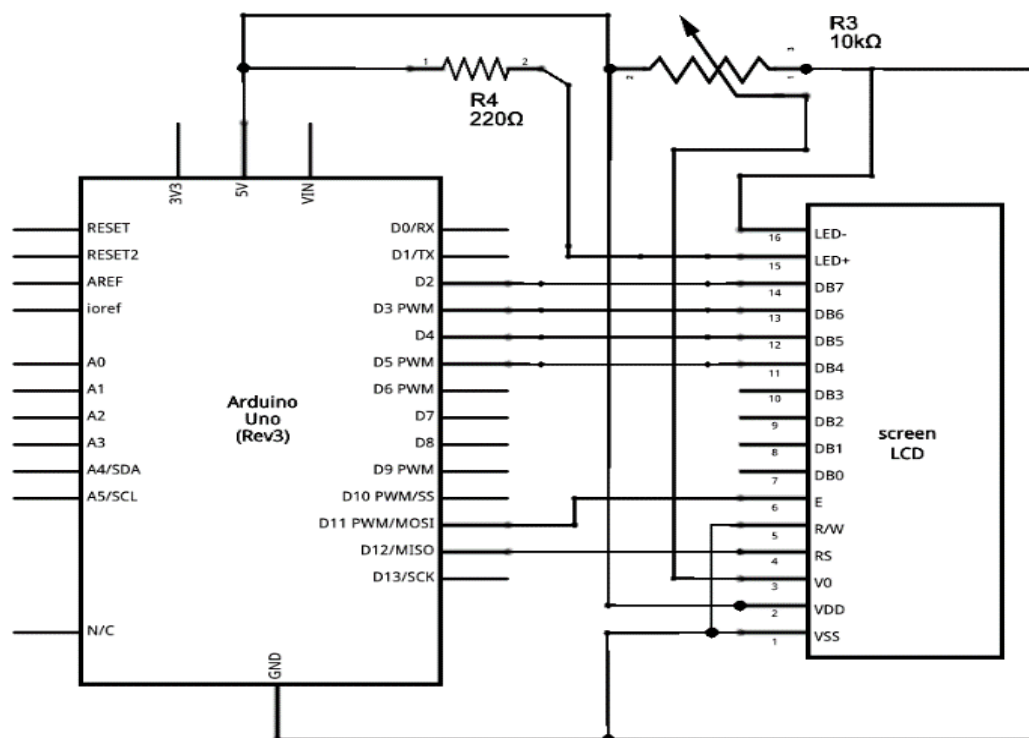 R3
10kΩ
1
2
R4
220Ω
2
3
1
3V3
5V
VIN
RESET
RESET2
AREF
ioref
A0
A1
A2
A3
A4/SDA
A5/SCL
N/C
Arduino
Uno
(Rev3)
D0/RX
D1/TX
D2
D3 PWM
D4
D5 PWM
D6 PWM
D7
D8
D9 PWM
D10 PWM/SS
D11 PWM/MOSI
D12/MISO
D13/SCK
GND
16 LED-
15 LED+
14 DB7
13 DB6
12 DB5
11 DB4
10 DB3
9 DB2
8 DB1
7 DB0
6 E
5 R/W
4 RS
3 V0
2 VDD
1 VSS
screen
LCD